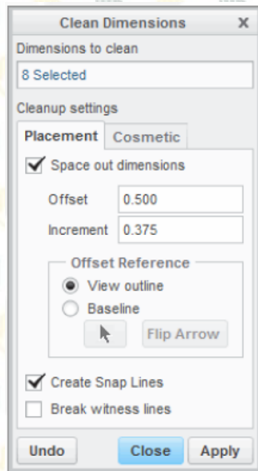 Clean Dimensions x
Dimensions to clean
8 Selected
Cleanup settings
Placement Cosmetic
Space out dimensions
Offset 0.500
Increment 0.375
Offset Reference
View outline
Baseline
Flip Arrow
Create Snap Lines
Break witness lines
Undo Close Apply